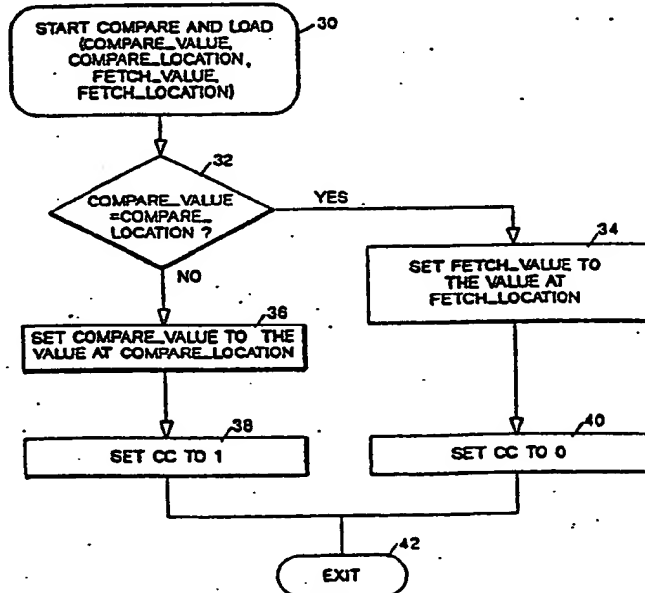 START COMPARE AND LOAD
(COMPARE_VALUE,
COMPARE_LOCATION,
FETCH_VALUE,
FETCH_LOCATION)
30
32
COMPARE_VALUE
=COMPARE_
LOCATION ?
YES
NO
34
SET FETCH_VALUE TO
THE VALUE AT
FETCH_LOCATION
36
SET COMPARE_VALUE TO THE
VALUE AT COMPARE_LOCATION
38
SET CC TO 1
40
SET CC TO 0
42
EXIT